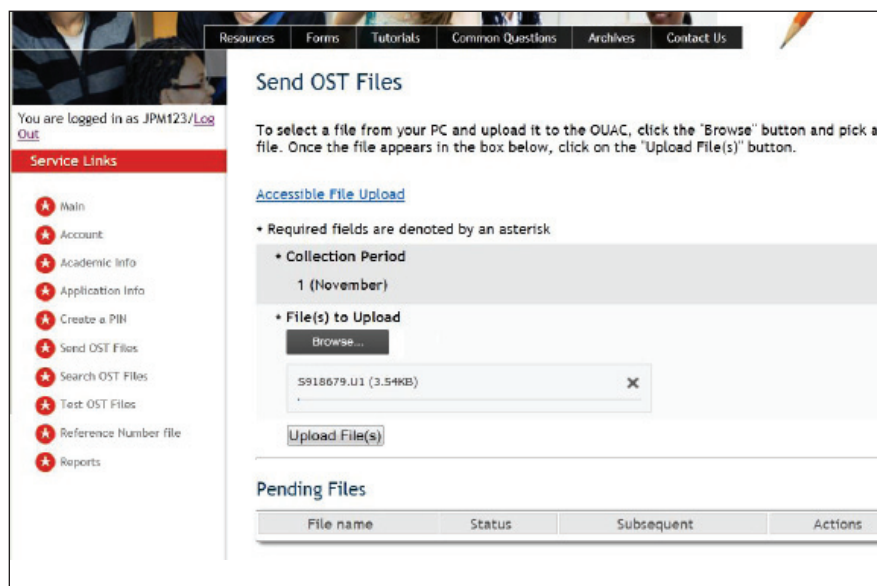 Resources Forms Tutorials Common Questions Archives Contact Us
You are logged in as JPM123/Log
Out
Service Links
Main
Account
Academic Info
Application Info
Create a PIN
Send OST Files
Search OST Files
Test OST Files
Reference Number file
Reports
Send OST Files
To select a file from your PC and upload it to the OUAC, click the "Browse" button and pick a
file. Once the file appears in the box below, click on the "Upload File(s)" button.
Accessible File Upload
* Required fields are denoted by an asterisk
* Collection Period
1 (November)
* File(s) to Upload
Browse...
S918679.U1 (3.54KB)
Upload File(s)
Pending Files
File name Status Subsequent Actions